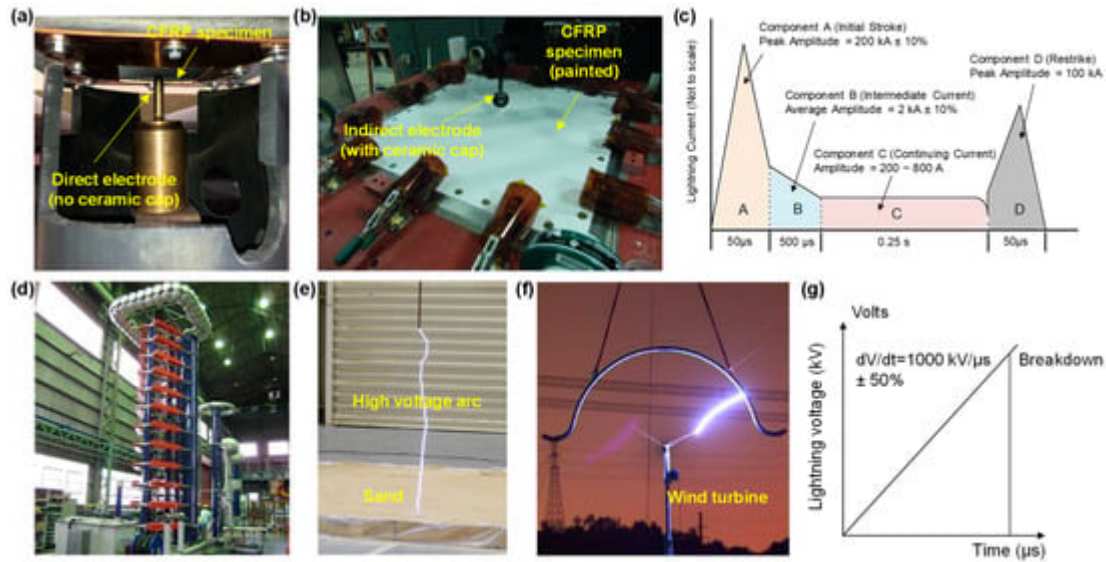 (a)
CFRP specimen
Direct electrode
(no ceramic cap)
(b)
CFRP
specimen
(painted)
Indirect electrode
(with ceramic cap)
(c)
Lightning Current (Not to scale)
Component A (Initial Stroke)
Peak Amplitude = 200 kA ± 10%
Component B (Intermediate Current)
Average Amplitude = 2 kA ± 10%
Component C (Continuing Current)
Amplitude = 200 ~ 800 A
Component D (Restrike)
Peak Amplitude = 100 kA
A
B
C
D
50μs
500 μs
0.25 s
50μs
(d)
(e)
High voltage arc
Sand
(f)
Wind turbine
(g)
Volts
Lightning voltage (kV)
dV/dt=1000 kV/μs
± 50%
Breakdown
Time (μs)